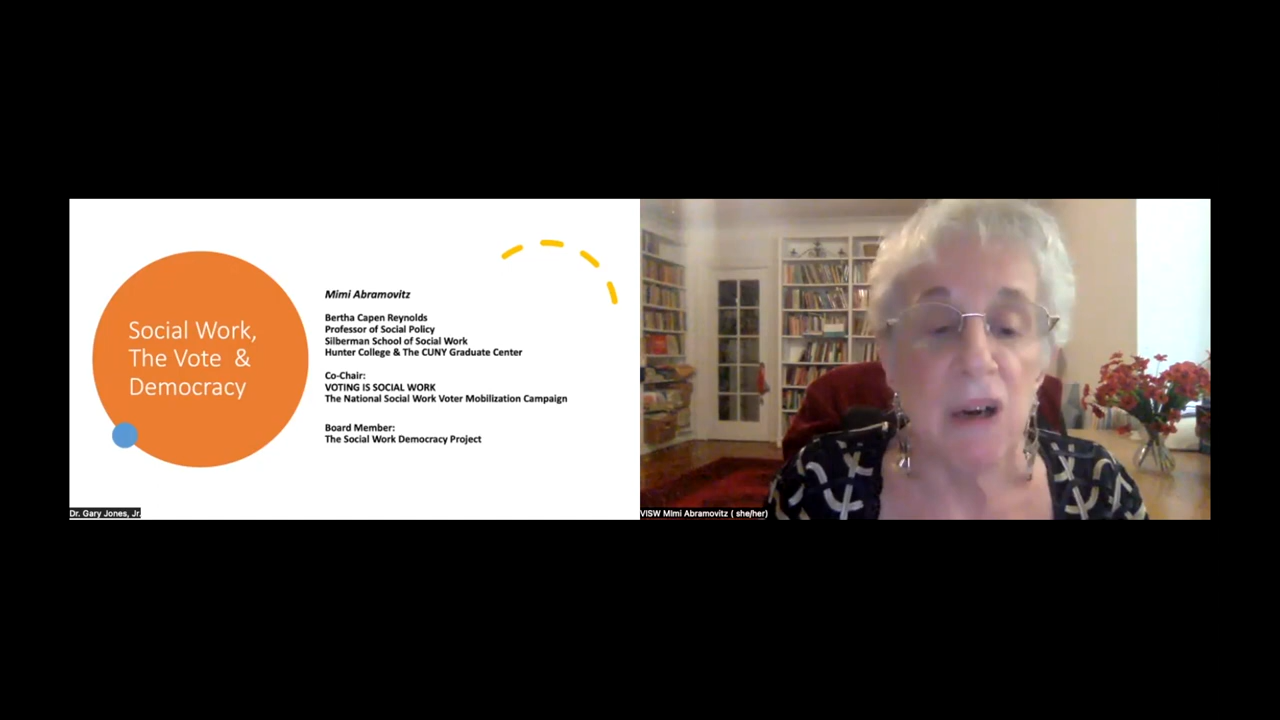 Social Work,
The Vote & 
Democracy
Mimi Abramovitz
Bertha Capen Reynolds
Professor of Social Policy
Silberman School of Social Work
Hunter College & The CUNY Graduate Center
Co-Chair:
VOTING IS SOCIAL WORK
The National Social Work Voter Mobilization Campaign
Board Member:
The Social Work Democracy Project
Dr. Gary Jones, Jr.
VISW MImi Abramovitz ( she/her)